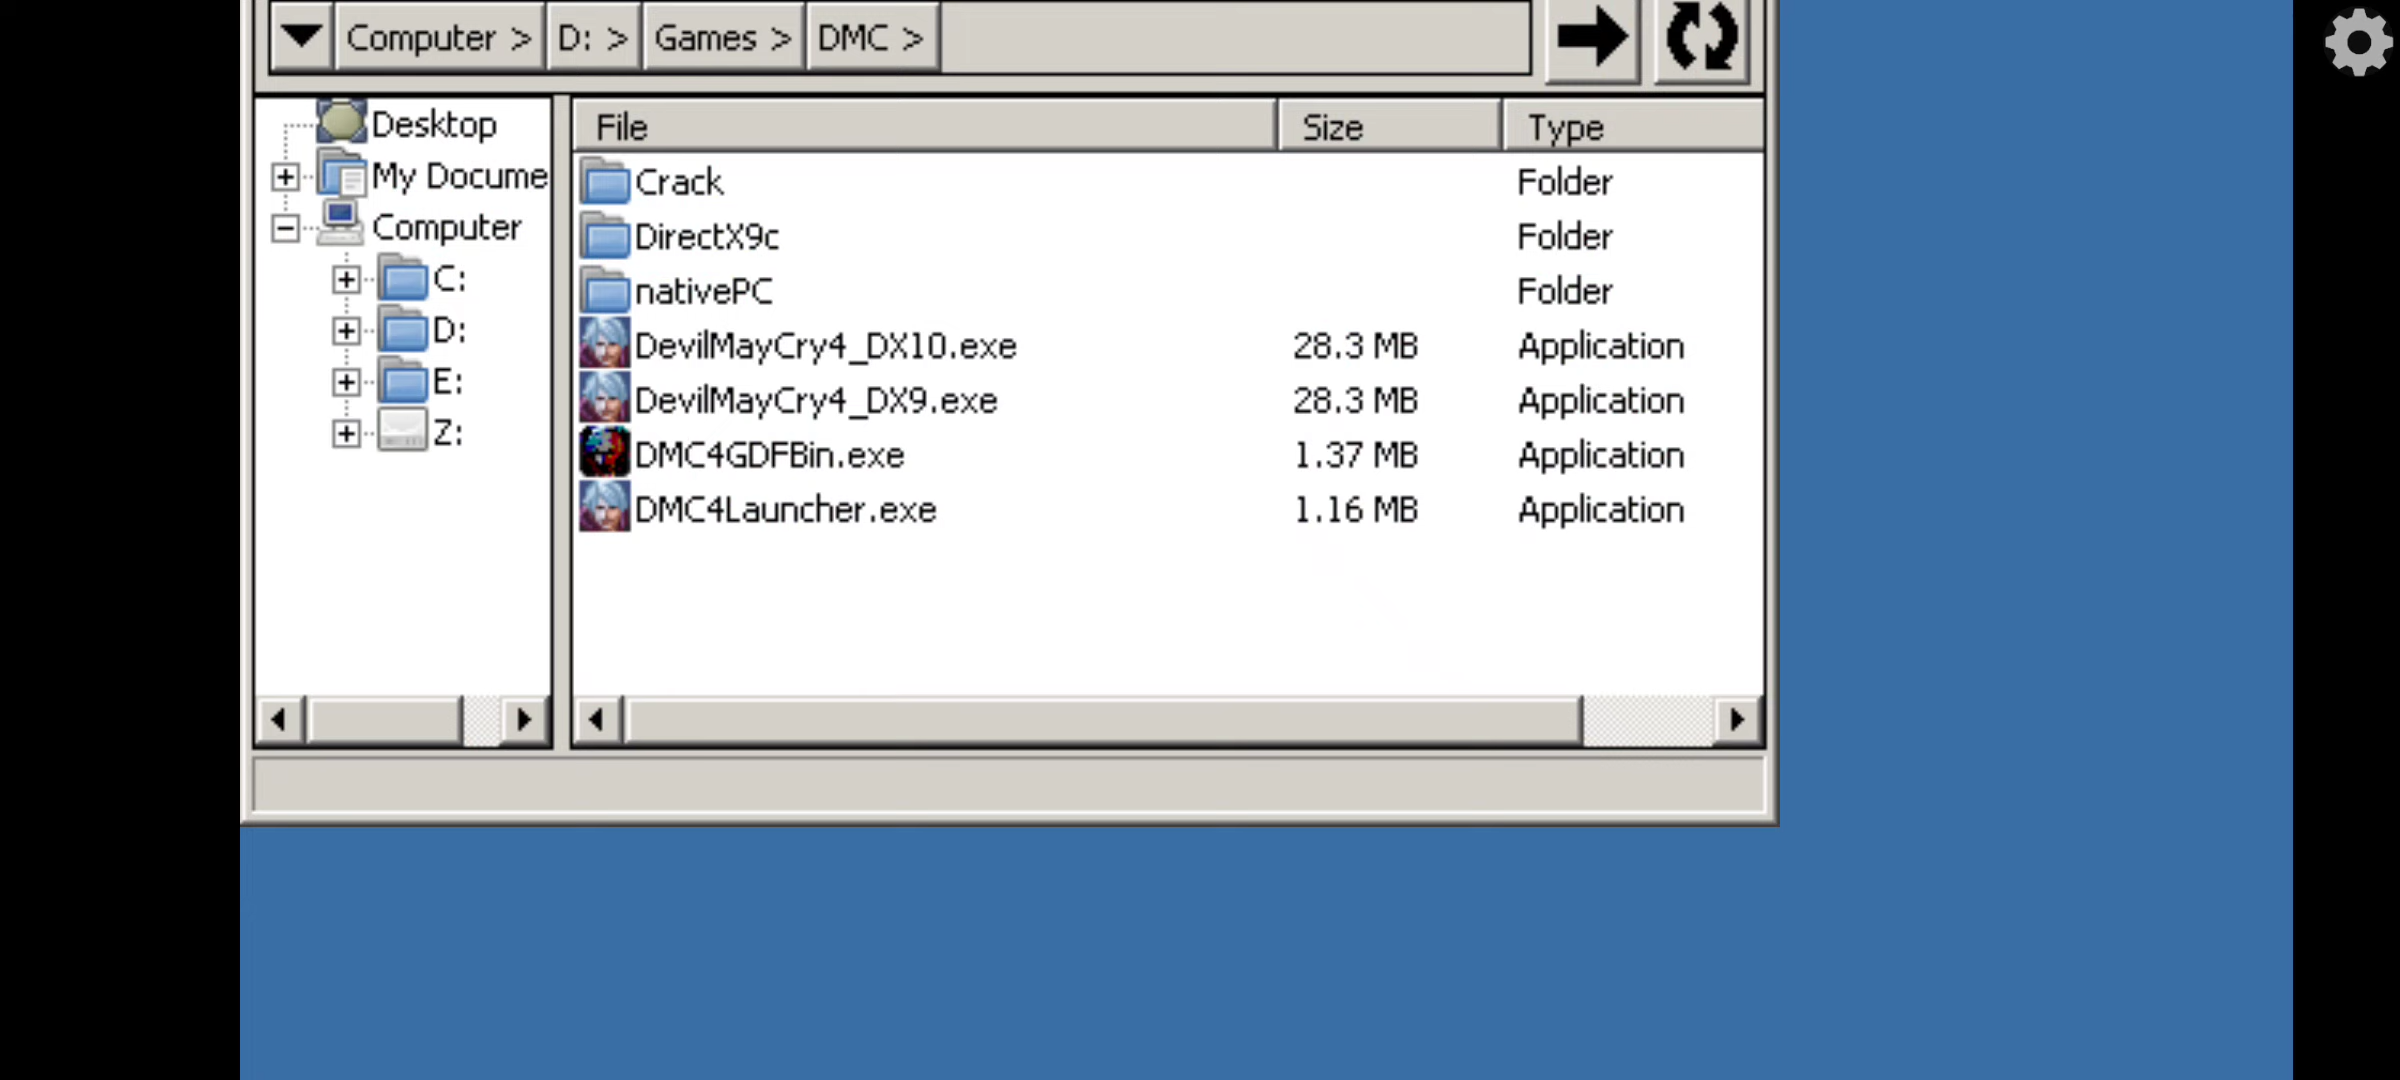 Computer > D: > Games > DMC >
File Size Type
Desktop
My Docume
Computer
C:
D:
E:
Z:
Crack Folder
DirectX9c Folder
nativePC Folder
DevilMayCry4_DX10.exe 28.3 MB Application
DevilMayCry4_DX9.exe 28.3 MB Application
DMC4GDFBin.exe 1.37 MB Application
DMC4Launcher.exe 1.16 MB Application